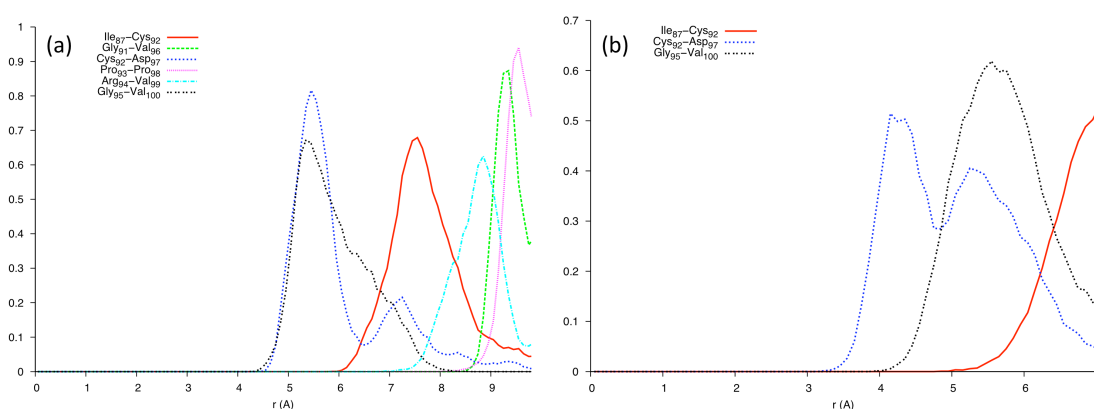 (a)
Ile87–Cys92
Gly91–Val96
Cys92–Asp97
Pro93–Pro98
Arg94–Val99
Gly95–Val100
1
0.9
0.8
0.7
0.6
0.5
0.4
0.3
0.2
0.1
0
0 1 2 3 4 5 6 7 8 9
r (A)
(b)
Ile87–Cys92
Cys92–Asp97
Gly95–Val100
0.7
0.6
0.5
0.4
0.3
0.2
0.1
0
0 1 2 3 4 5 6
r (A)